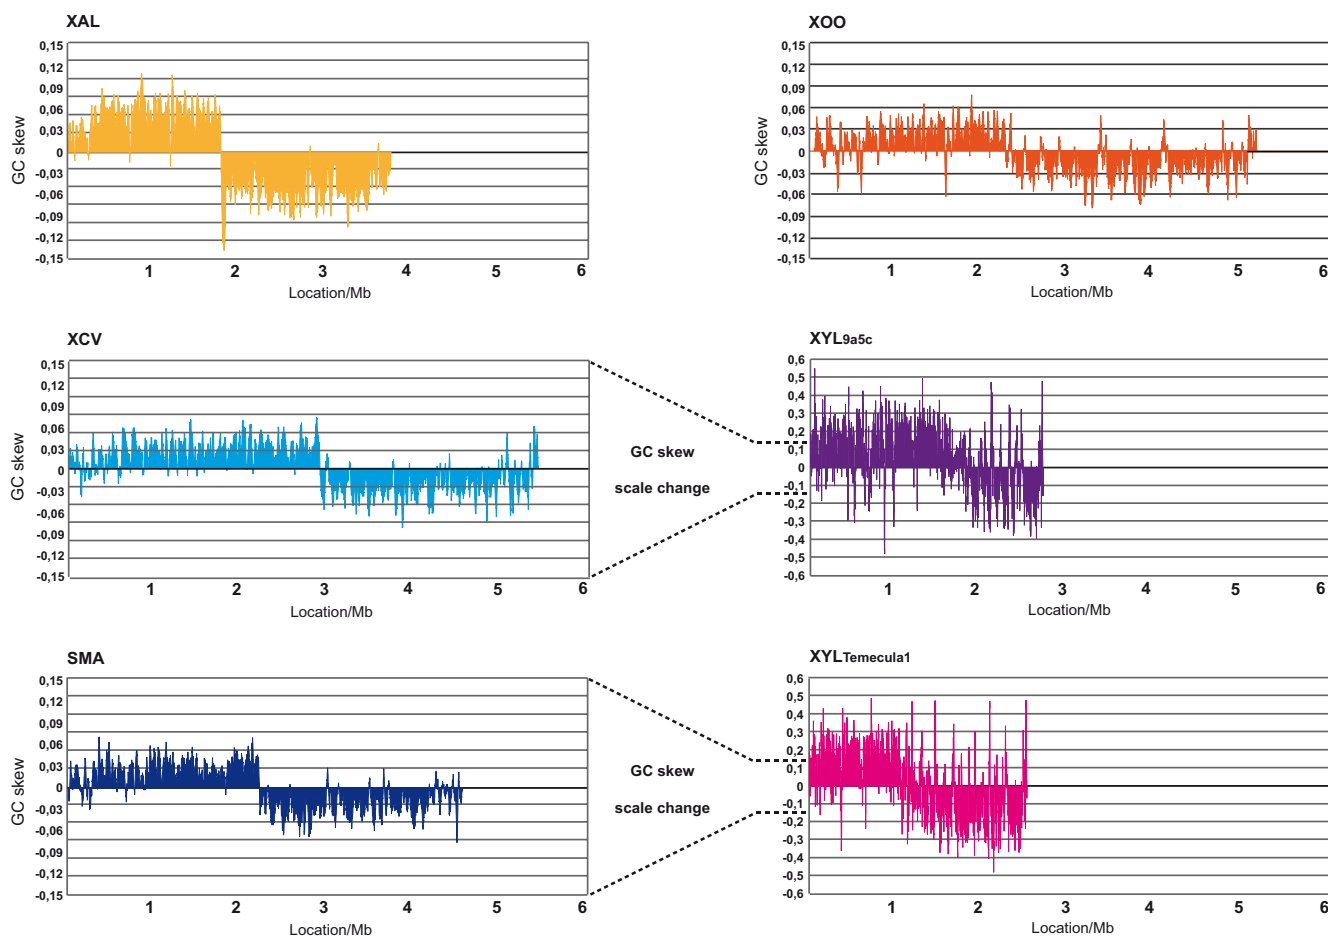 XAL
0,15
0,12
0,09
0,06
0,03
0
-0,03
-0,06
-0,09
-0,12
-0,15
GC skew
1 2 3 4 5 6
Location/Mb
XOO
0,15
0,12
0,09
0,06
0,03
0
-0,03
-0,06
-0,09
-0,12
-0,15
GC skew
1 2 3 4 5 6
Location/Mb
XCV
0,15
0,12
0,09
0,06
0,03
0
-0,03
-0,06
-0,09
-0,12
-0,15
GC skew
1 2 3 4 5 6
Location/Mb
GC skew
scale change
XYL9a5c
0,6
0,5
0,4
0,3
0,2
0,1
0
-0,1
-0,2
-0,3
-0,4
-0,5
-0,6
1 2 3 4 5 6
Location/Mb
SMA
0,15
0,12
0,09
0,06
0,03
0
-0,03
-0,06
-0,09
-0,12
-0,15
GC skew
1 2 3 4 5 6
Location/Mb
GC skew
scale change
XYLTemecula1
0,6
0,5
0,4
0,3
0,2
0,1
0
-0,1
-0,2
-0,3
-0,4
-0,5
-0,6
1 2 3 4 5 6
Location/Mb